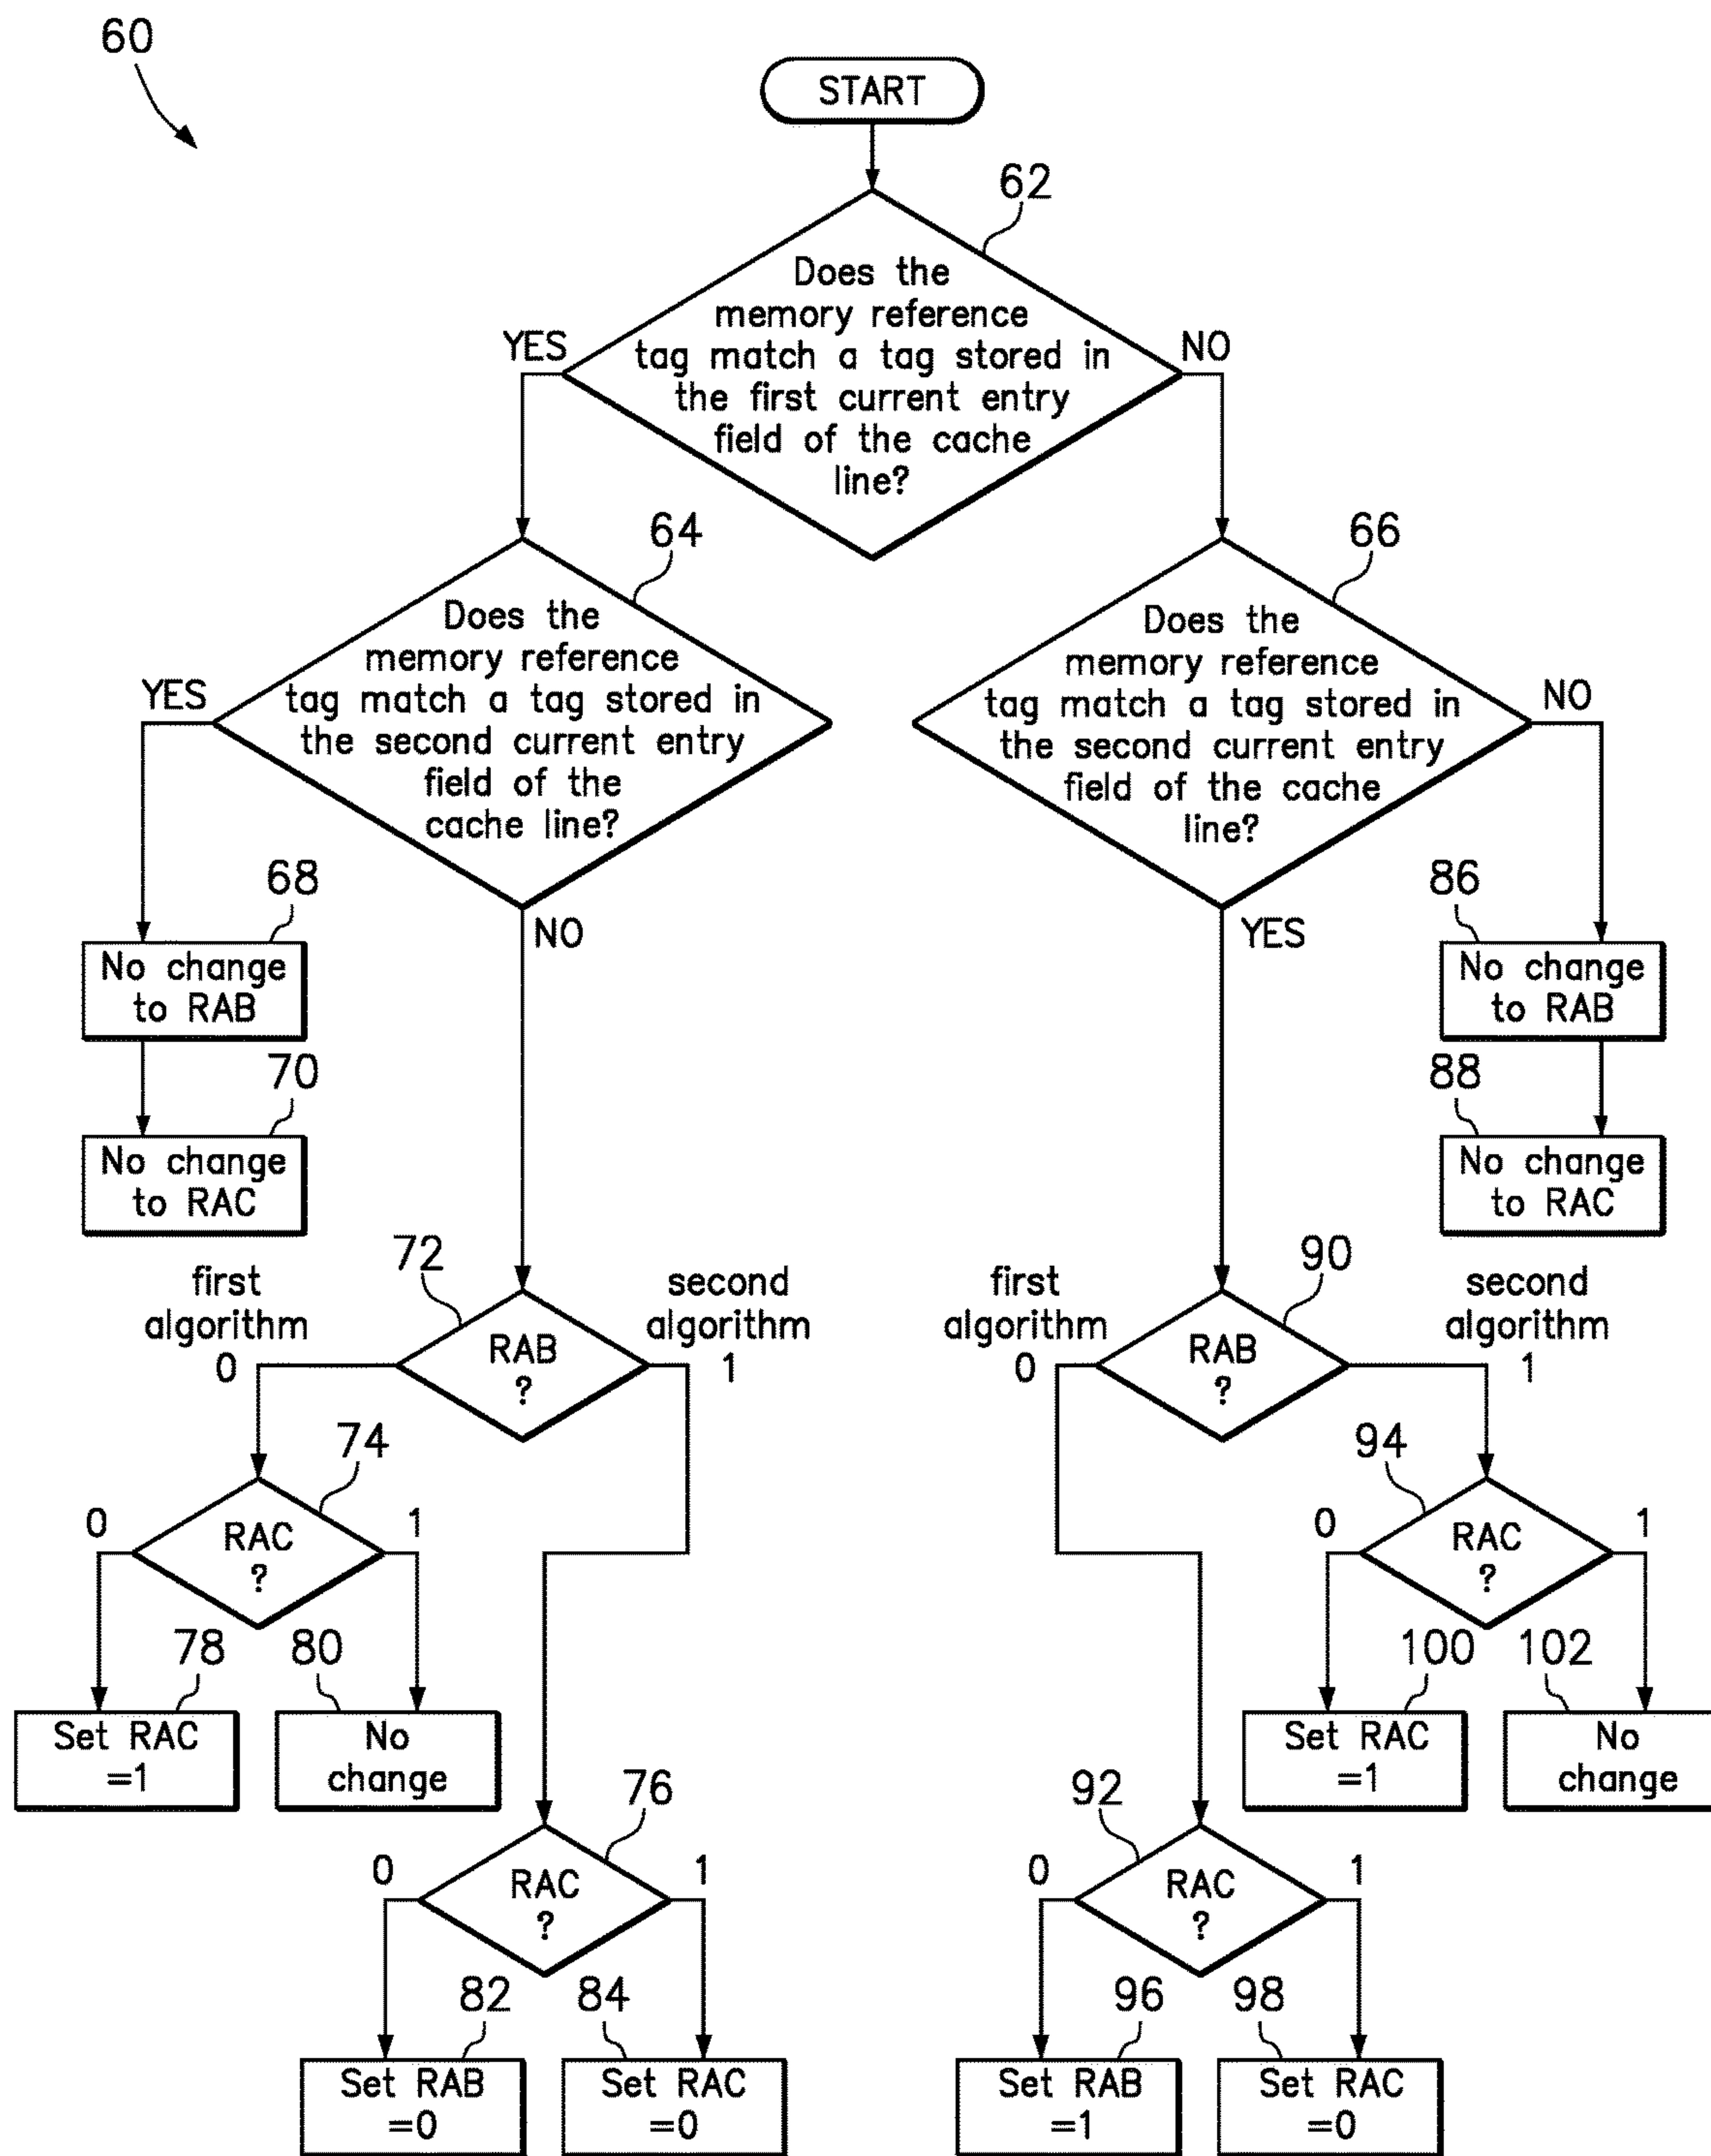 60
START
62
Does the
memory reference
tag match a tag stored in
the first current entry
field of the cache
line?
YES
NO
64
Does the
memory reference
tag match a tag stored in
the second current entry
field of the
cache line?
YES
NO
66
Does the
memory reference
tag match a tag stored in
the second current entry
field of the cache
line?
NO
YES
68
No change
to RAB
70
No change
to RAC
86
No change
to RAB
88
No change
to RAC
72
first
algorithm
0
RAB
?
second
algorithm
1
90
first
algorithm
0
RAB
?
second
algorithm
1
74
0
RAC
?
1
94
0
RAC
?
1
78
Set RAC
=1
80
No
change
100
Set RAC
=1
102
No
change
76
0
RAC
?
1
92
0
RAC
?
1
82
Set RAB
=0
84
Set RAC
=0
96
Set RAB
=1
98
Set RAC
=0